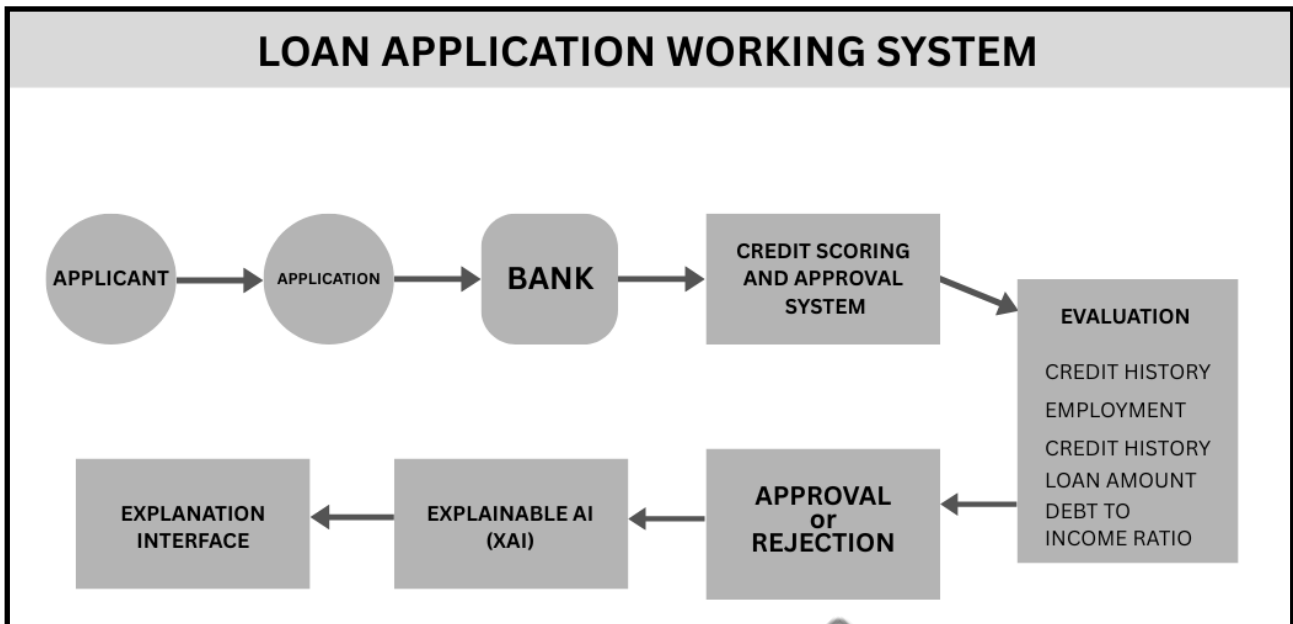 LOAN APPLICATION WORKING SYSTEM
APPLICANT
APPLICATION
BANK
CREDIT SCORING
AND APPROVAL
SYSTEM
EVALUATION
CREDIT HISTORY
EMPLOYMENT
CREDIT HISTORY
LOAN AMOUNT
DEBT TO
INCOME RATIO
APPROVAL
or
REJECTION
EXPLAINABLE AI
(XAI)
EXPLANATION
INTERFACE